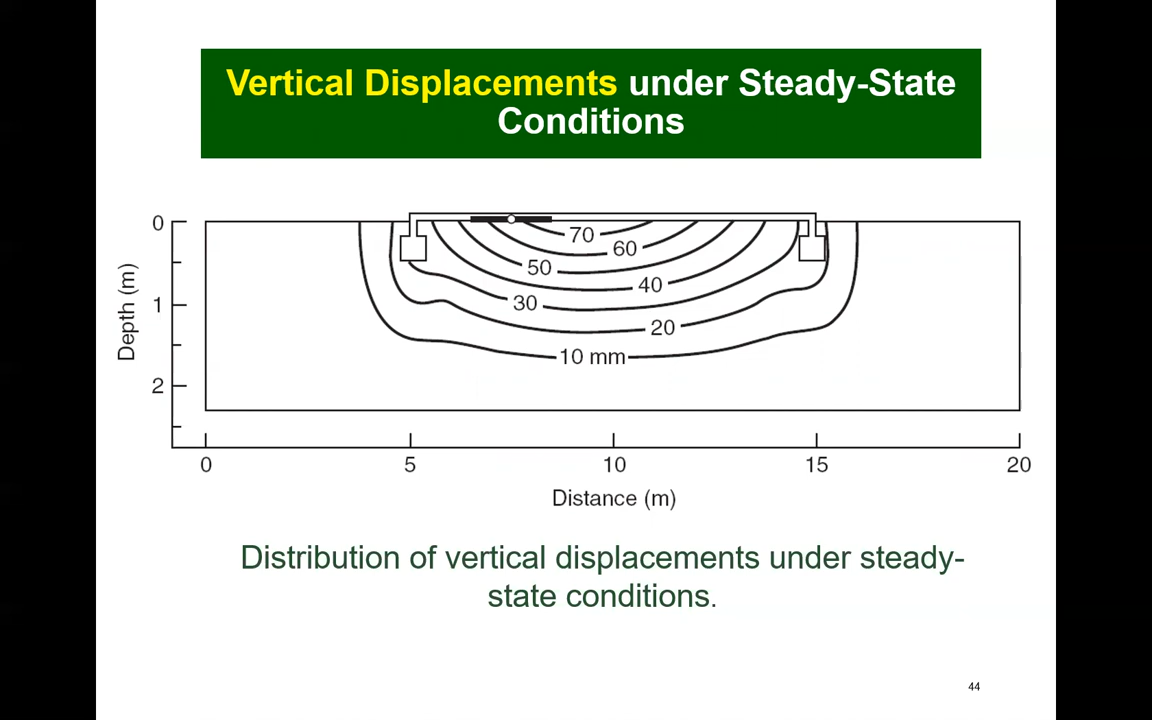 Vertical Displacements under Steady-State
Conditions
0
70
60
50
40
30
1
20
10 mm
2
Depth (m)
0 5 10 15 20
Distance (m)
Distribution of vertical displacements under steady-
state conditions.
44